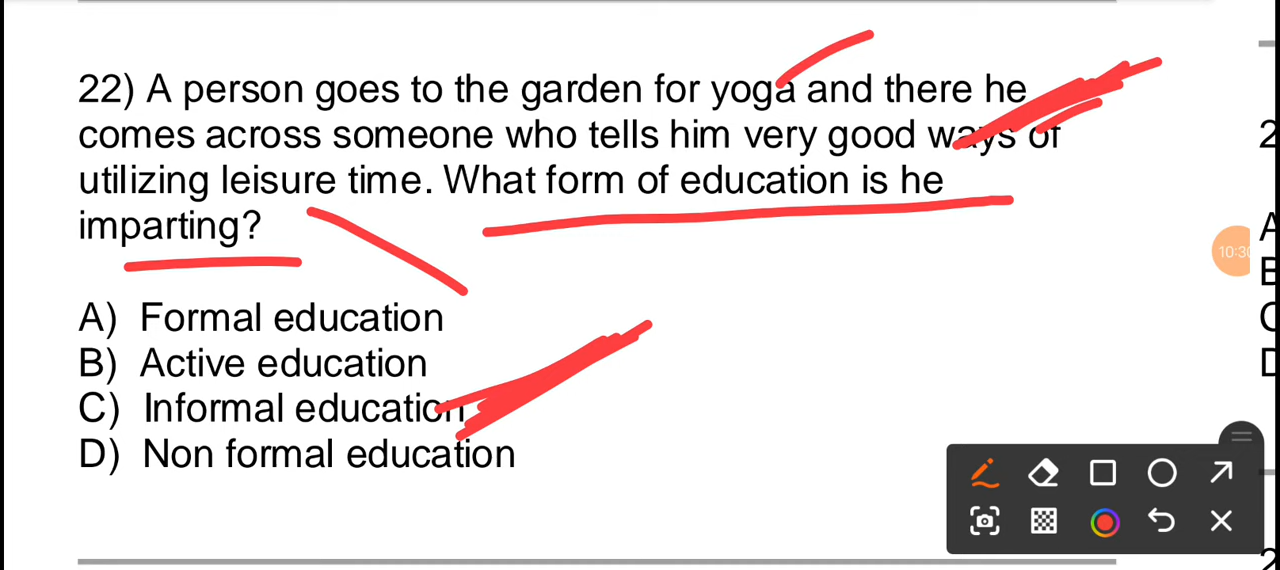 22) A person goes to the garden for yoga and there he
comes across someone who tells him very good ways of
utilizing leisure time. What form of education is he
imparting?
A) Formal education
B) Active education
C) Informal education
D) Non formal education
10:30
2
A
B
C
D
2